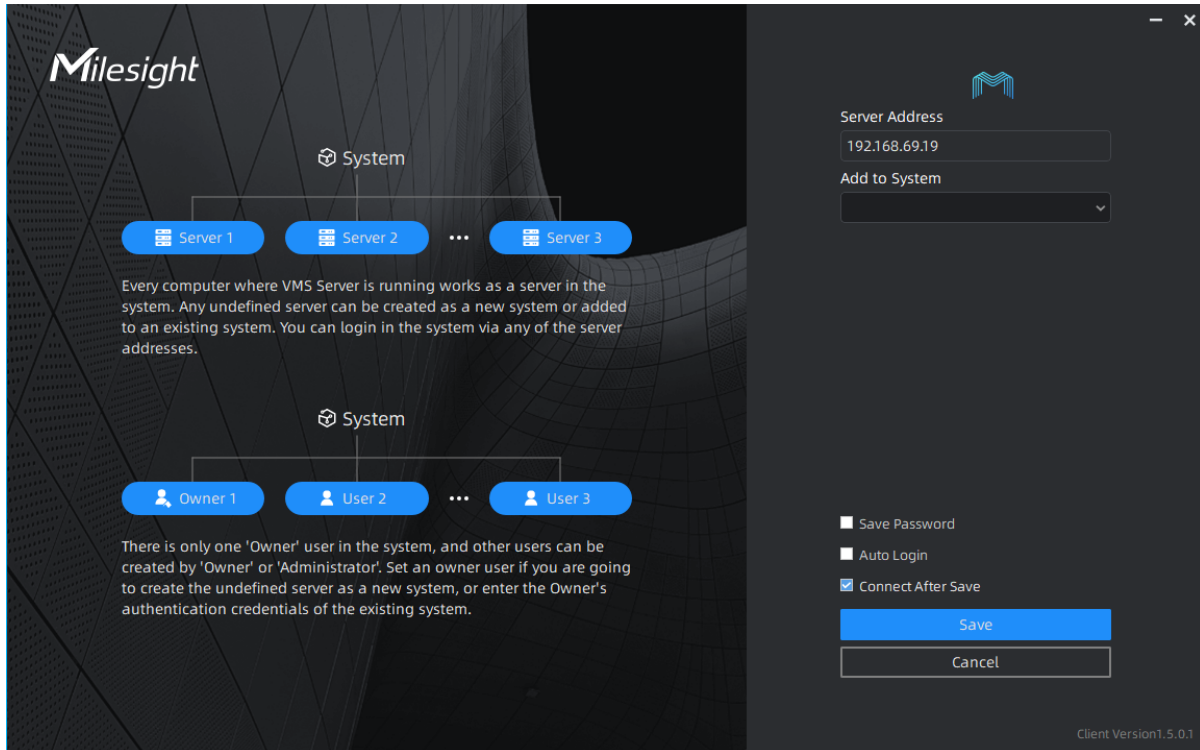 Milesight
System
Server 1
Server 2
•••
Server 3
Every computer where VMS Server is running works as a server in the
system. Any undefined server can be created as a new system or added
to an existing system. You can login in the system via any of the server
addresses.
System
Owner 1
User 2
•••
User 3
There is only one 'Owner' user in the system, and other users can be
created by 'Owner' or 'Administrator'. Set an owner user if you are going
to create the undefined server as a new system, or enter the Owner's
authentication credentials of the existing system.
Server Address
192.168.69.19
Add to System
Save Password
Auto Login
Connect After Save
Save
Cancel
Client Version1.5.0.1